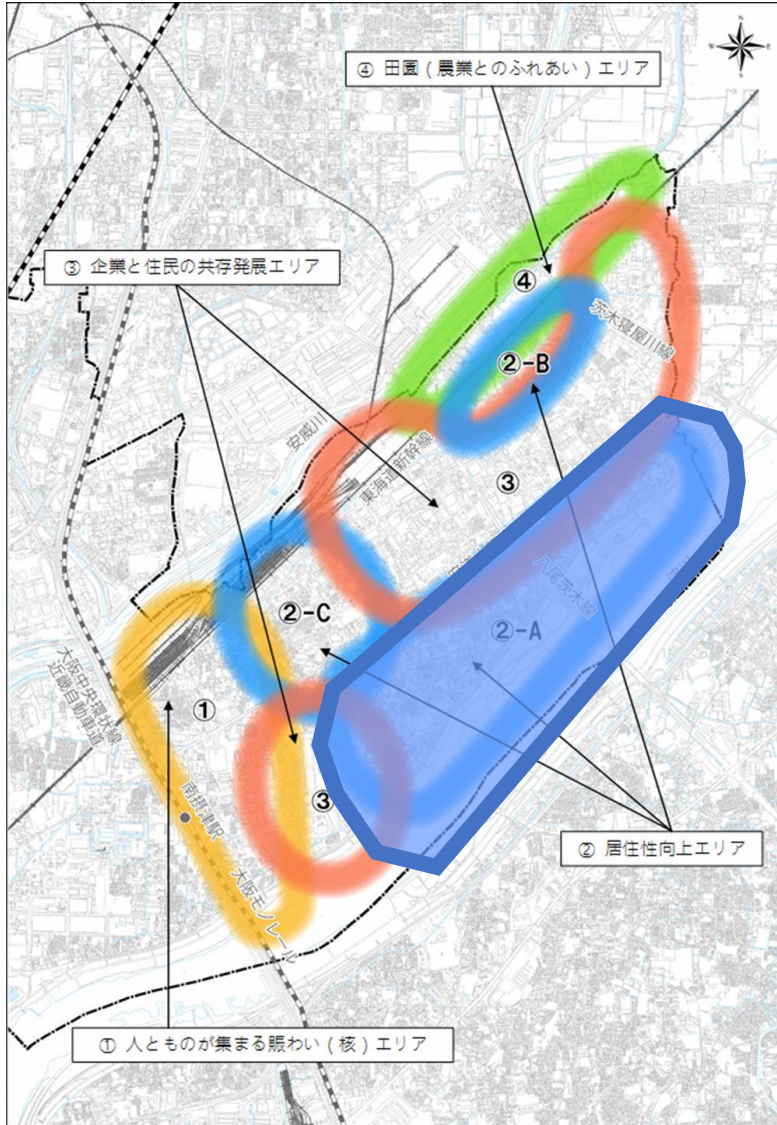 N
W
E
S
④ 田園(農業とのふれあい)エリア
③ 企業と住民の共存発展エリア
④
茨木寝屋川線
②-B
安威川
東海道新幹線
③
八尾茨木線
②-C
②-A
大阪中央環状線
近畿自動車道
①
南摂津駅
③
② 居住性向上エリア
大阪モノレール
① 人とものが集まる賑わい(核)エリア